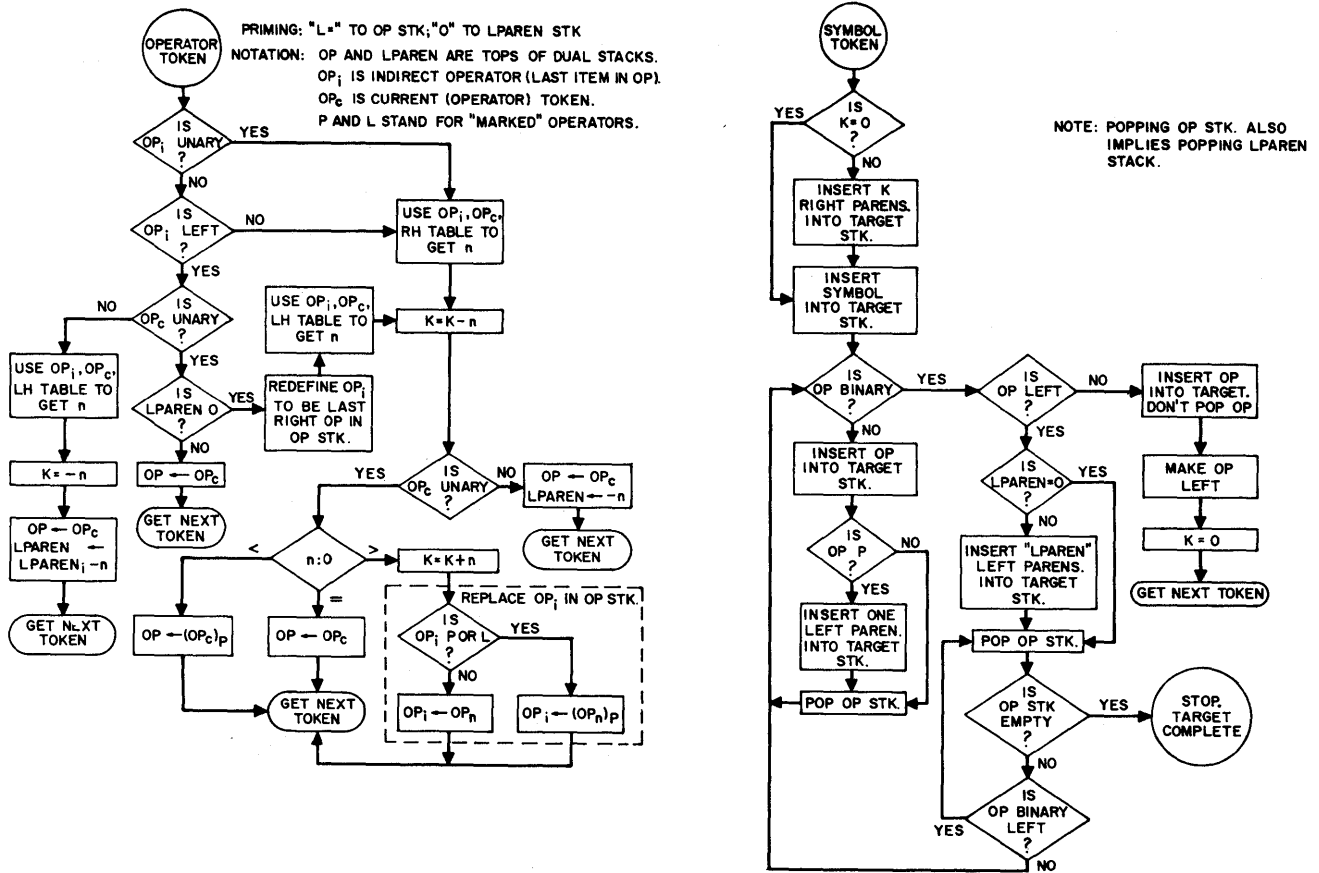 OPERATOR
TOKEN
PRIMING: "L=" TO OP STK; "0" TO LPAREN STK
NOTATION: OP AND LPAREN ARE TOPS OF DUAL STACKS.
OPi IS INDIRECT OPERATOR (LAST ITEM IN OP).
OPc IS CURRENT (OPERATOR) TOKEN.
P AND L STAND FOR "MARKED" OPERATORS.
IS
OPi UNARY
?
YES
NO
IS
OPi LEFT
?
NO
YES
USE OPi, OPc,
RH TABLE TO
GET n
IS
OPc UNARY
?
NO
YES
USE OPi, OPc,
LH TABLE TO
GET n
K=K-n
USE OPi, OPc,
LH TABLE TO
GET n
IS
LPAREN 0
?
YES
NO
REDEFINE OPi
TO BE LAST
RIGHT OP IN
OP STK.
K=-n
OP ← OPc
GET NEXT
TOKEN
OP ← OPc
LPAREN ←
LPARENi-n
GET NEXT
TOKEN
IS
OPc UNARY
?
YES
NO
OP ← OPc
LPAREN ← -n
GET NEXT
TOKEN
n:0
<
>
=
K=K+n
OP ← (OPc)P
OP ← OPc
GET NEXT
TOKEN
REPLACE OPi IN OP STK.
IS
OPi P OR L
?
YES
NO
OPi ← OPn
OPi ← (OPn)P
SYMBOL
TOKEN
NOTE: POPPING OP STK. ALSO
IMPLIES POPPING LPAREN
STACK.
IS
K=0
?
YES
NO
INSERT K
RIGHT PARENS.
INTO TARGET
STK.
INSERT
SYMBOL
INTO TARGET
STK.
IS
OP BINARY
?
YES
NO
IS
OP LEFT
?
NO
YES
INSERT OP
INTO TARGET.
DON'T POP OP
MAKE OP
LEFT
K=0
GET NEXT TOKEN
INSERT OP
INTO TARGET
STK.
IS
OP P
?
NO
YES
INSERT ONE
LEFT PAREN.
INTO TARGET
STK.
POP OP STK.
IS
LPAREN=0
?
YES
NO
INSERT "LPAREN"
LEFT PARENS.
INTO TARGET
STK.
POP OP STK.
IS
OP STK
EMPTY
?
YES
NO
STOP.
TARGET
COMPLETE
IS
OP BINARY
LEFT
?
YES
NO